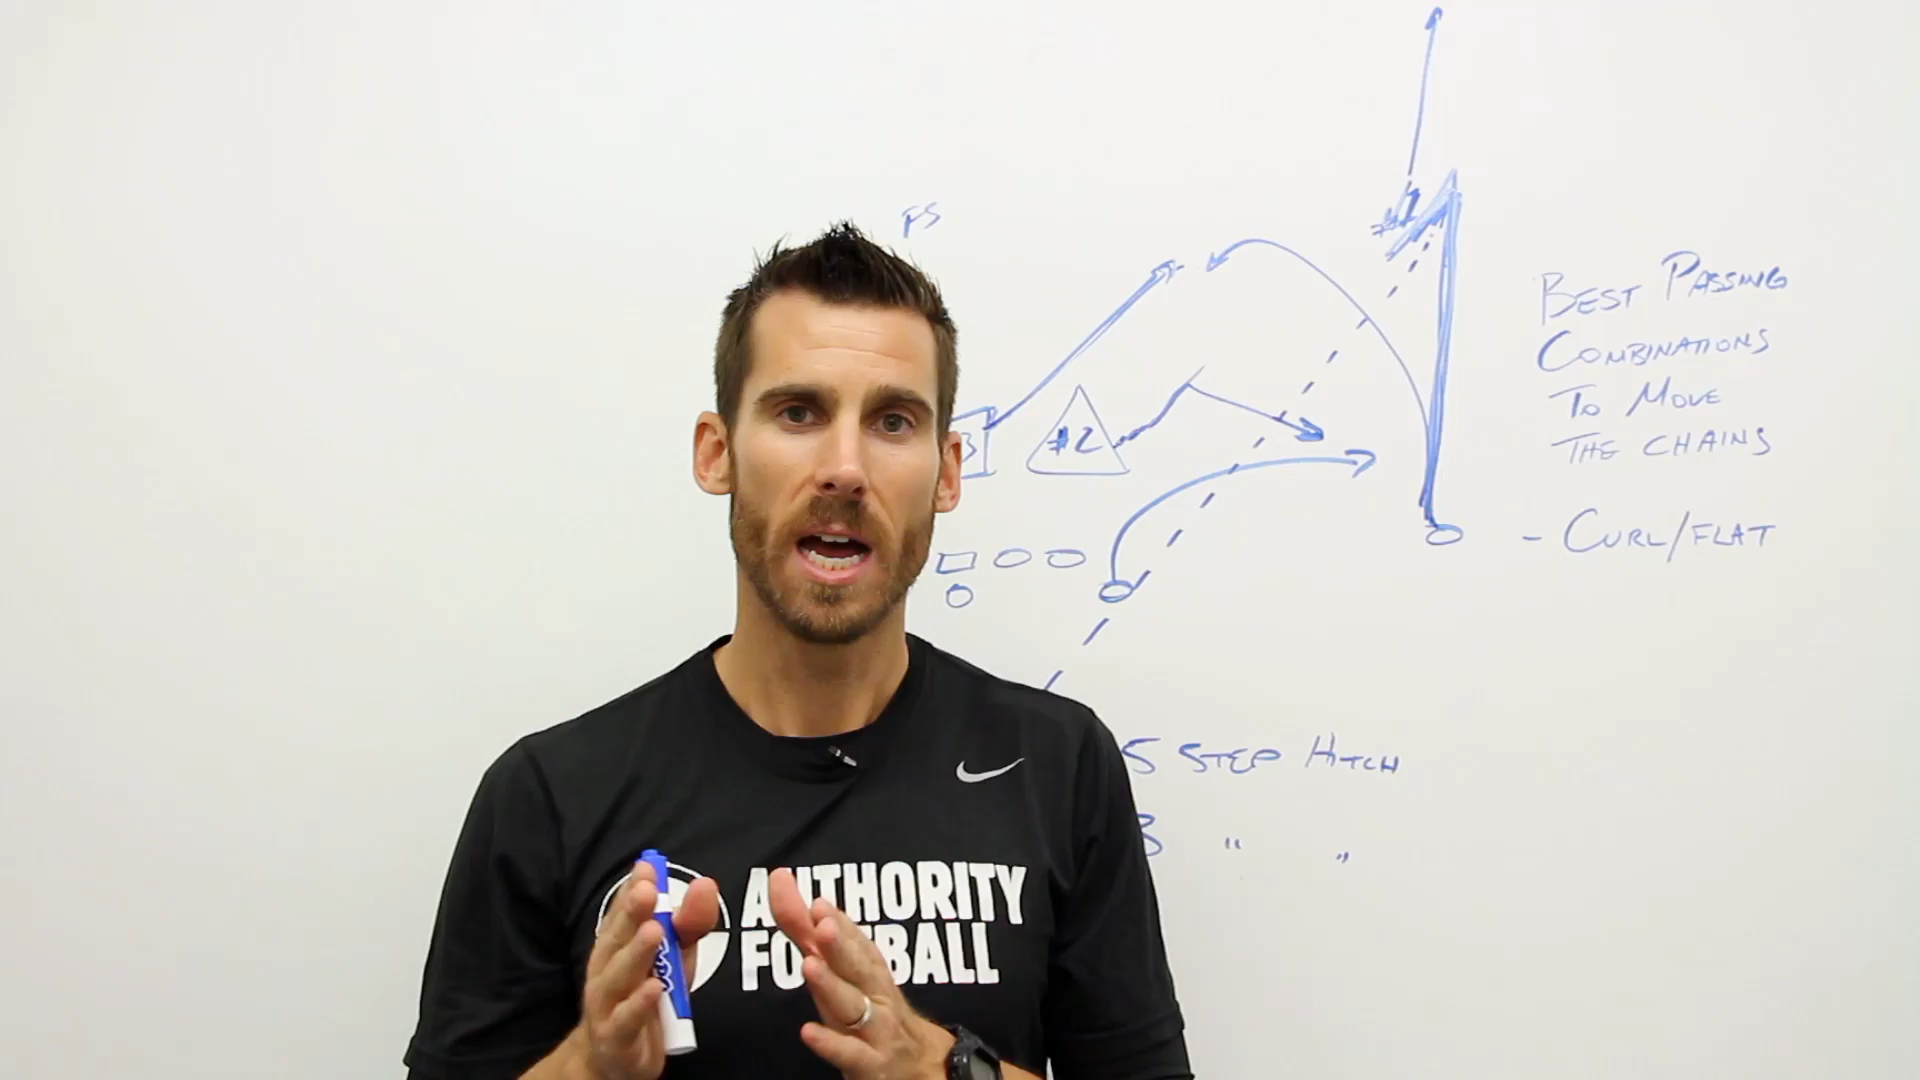 FS
#1
BEST PASSING
COMBINATIONS
TO MOVE
THE CHAINS
3
#2
- CURL/FLAT
5 STEP HITCH
3 " "
AUTHORITY
FOOTBALL